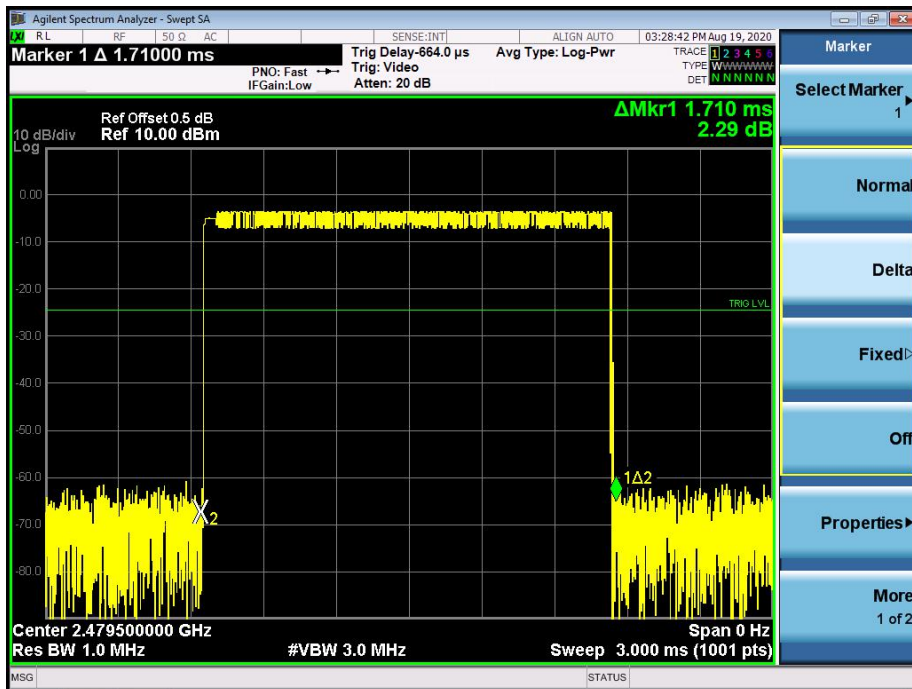 Agilent Spectrum Analyzer - Swept SA
LXI RL RF 50 Ω AC SENSE:INT ALIGN AUTO 03:28:42 PM Aug 19, 2020
Marker 1 Δ 1.71000 ms
PNO: Fast
IFGain:Low
Trig Delay-664.0 µs
Trig: Video
Atten: 20 dB
Avg Type: Log-Pwr
TRACE 1 2 3 4 5 6
TYPE WWWWWW
DET N N N N N N
ΔMkr1 1.710 ms
2.29 dB
Ref Offset 0.5 dB
10 dB/div Ref 10.00 dBm
Log
0.00
-10.0
-20.0
TRIG LVL
-30.0
-40.0
-50.0
-60.0
1Δ2
X2
-70.0
-80.0
Center 2.479500000 GHz Span 0 Hz
Res BW 1.0 MHz #VBW 3.0 MHz Sweep 3.000 ms (1001 pts)
MSG STATUS
Marker
Select Marker
1
Normal
Delta
Fixed
Off
Properties
More
1 of 2